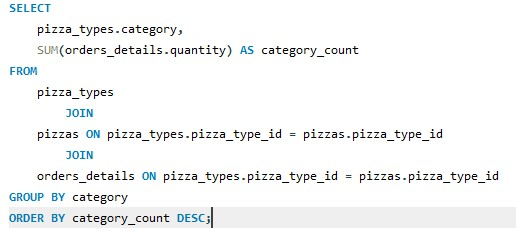 SELECT
pizza_types.category,
SUM(orders_details.quantity) AS category_count
FROM
pizza_types
JOIN
pizzas ON pizza_types.pizza_type_id = pizzas.pizza_type_id
JOIN
orders_details ON pizza_types.pizza_type_id = pizzas.pizza_type_id
GROUP BY category
ORDER BY category_count DESC;